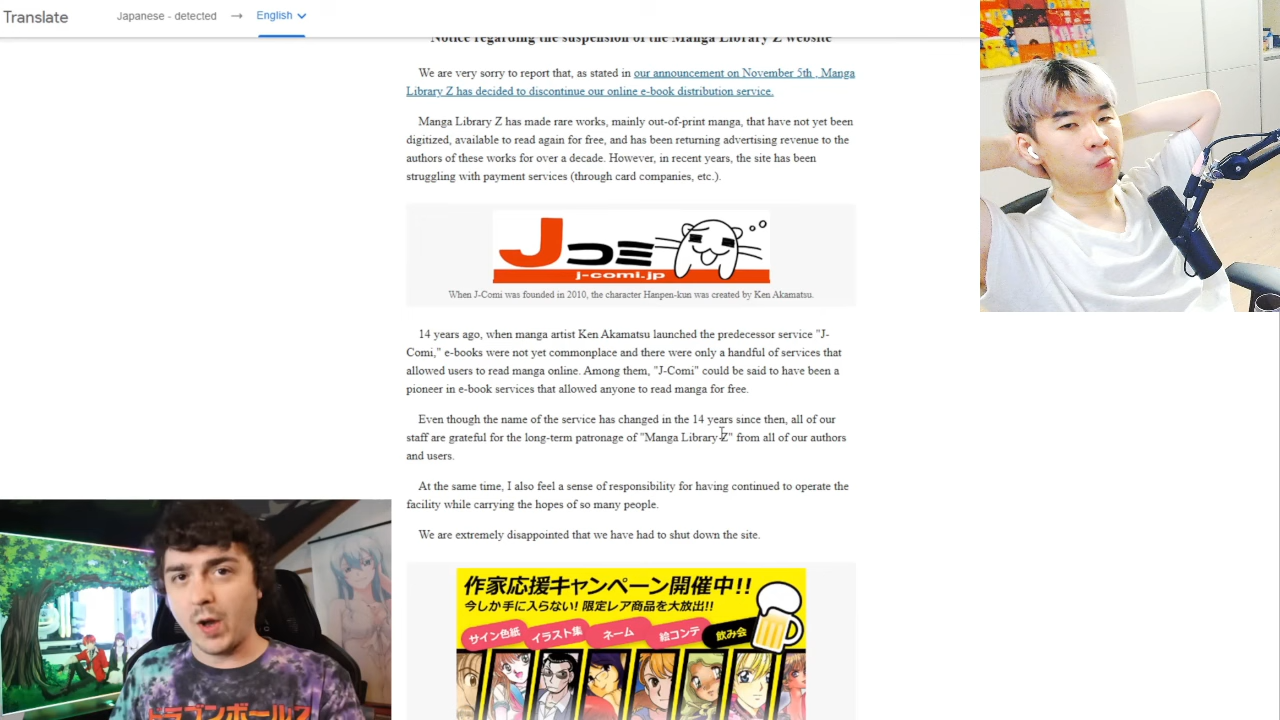 Translate
Japanese - detected
English
Notice regarding the suspension of the Manga Library Z website
We are very sorry to report that, as stated in our announcement on November 5th , Manga
Library Z has decided to discontinue our online e-book distribution service.
Manga Library Z has made rare works, mainly out-of-print manga, that have not yet been
digitized, available to read again for free, and has been returning advertising revenue to the
authors of these works for over a decade. However, in recent years, the site has been
struggling with payment services (through card companies, etc.).
Jコミ
j-comi.jp
When J-Comi was founded in 2010, the character Hanpen-kun was created by Ken Akamatsu.
14 years ago, when manga artist Ken Akamatsu launched the predecessor service "J-
Comi," e-books were not yet commonplace and there were only a handful of services that
allowed users to read manga online. Among them, "J-Comi" could be said to have been a
pioneer in e-book services that allowed anyone to read manga for free.
Even though the name of the service has changed in the 14 years since then, all of our
staff are grateful for the long-term patronage of "Manga Library Z" from all of our authors
and users.
At the same time, I also feel a sense of responsibility for having continued to operate the
facility while carrying the hopes of so many people.
We are extremely disappointed that we have had to shut down the site.
作家応援キャンペーン開催中!!
今しか手に入らない! 限定レア商品を大放出!!
サイン色紙
イラスト集
ネーム
絵コンテ
飲み会
ドラゴンボールZ